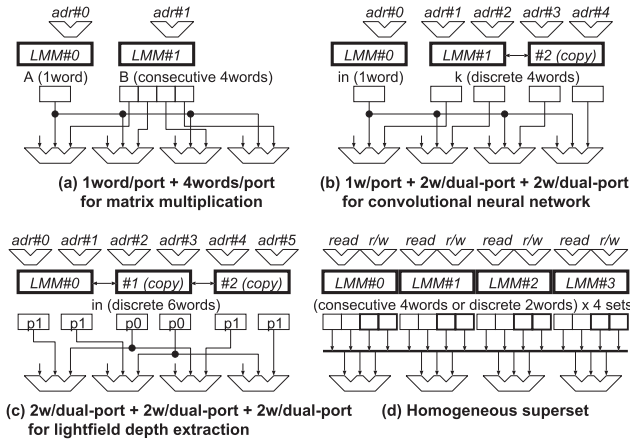 adr#0 adr#1
LMM#0 LMM#1
A (1word) B (consecutive 4words)
(a) 1word/port + 4words/port
for matrix multiplication
adr#0 adr#1 adr#2 adr#3 adr#4
LMM#0 LMM#1 #2 (copy)
in (1word) k (discrete 4words)
(b) 1w/port + 2w/dual-port + 2w/dual-port
for convolutional neural network
adr#0 adr#1 adr#2 adr#3 adr#4 adr#5
LMM#0 #1 (copy) #2 (copy)
in (discrete 6words)
p1 p1 p0 p0 p1 p1
(c) 2w/dual-port + 2w/dual-port + 2w/dual-port
for lightfield depth extraction
read r/w read r/w read r/w read r/w
LMM#0 LMM#1 LMM#2 LMM#3
(consecutive 4words or discrete 2words) x 4 sets
(d) Homogeneous superset